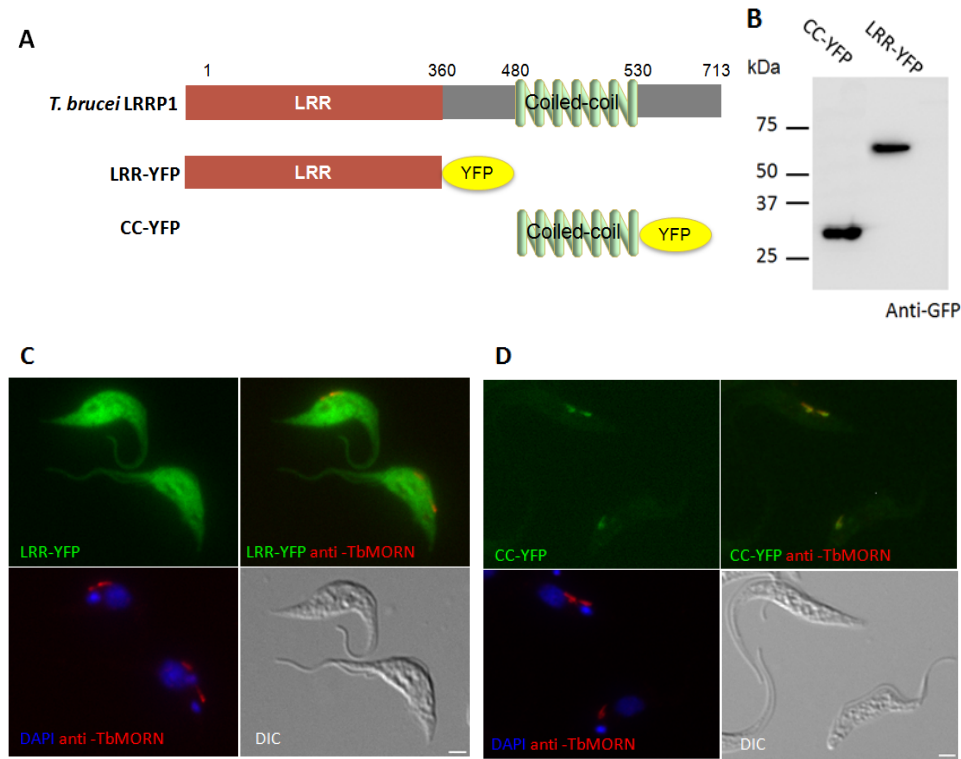 A
1 360 480 530 713
T. brucei LRRP1 LRR Coiled-coil
LRR-YFP LRR YFP
CC-YFP Coiled-coil YFP
B
CC-YFP LRR-YFP
kDa
75
50
37
25
Anti-GFP
C
LRR-YFP
LRR-YFP anti -TbMORN
DAPI anti -TbMORN
DIC
D
CC-YFP
CC-YFP anti -TbMORN
DAPI anti -TbMORN
DIC